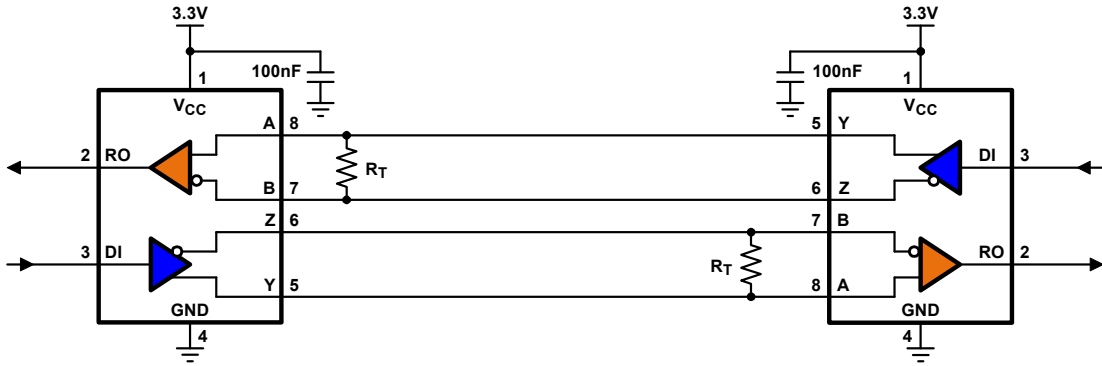 3.3V 3.3V
100nF 1 100nF 1
VCC VCC
A 8 5 Y
2 RO RT DI 3
B 7 6 Z
Z 6 7 B
3 DI RT RO 2
Y 5 8 A
GND GND
4 4